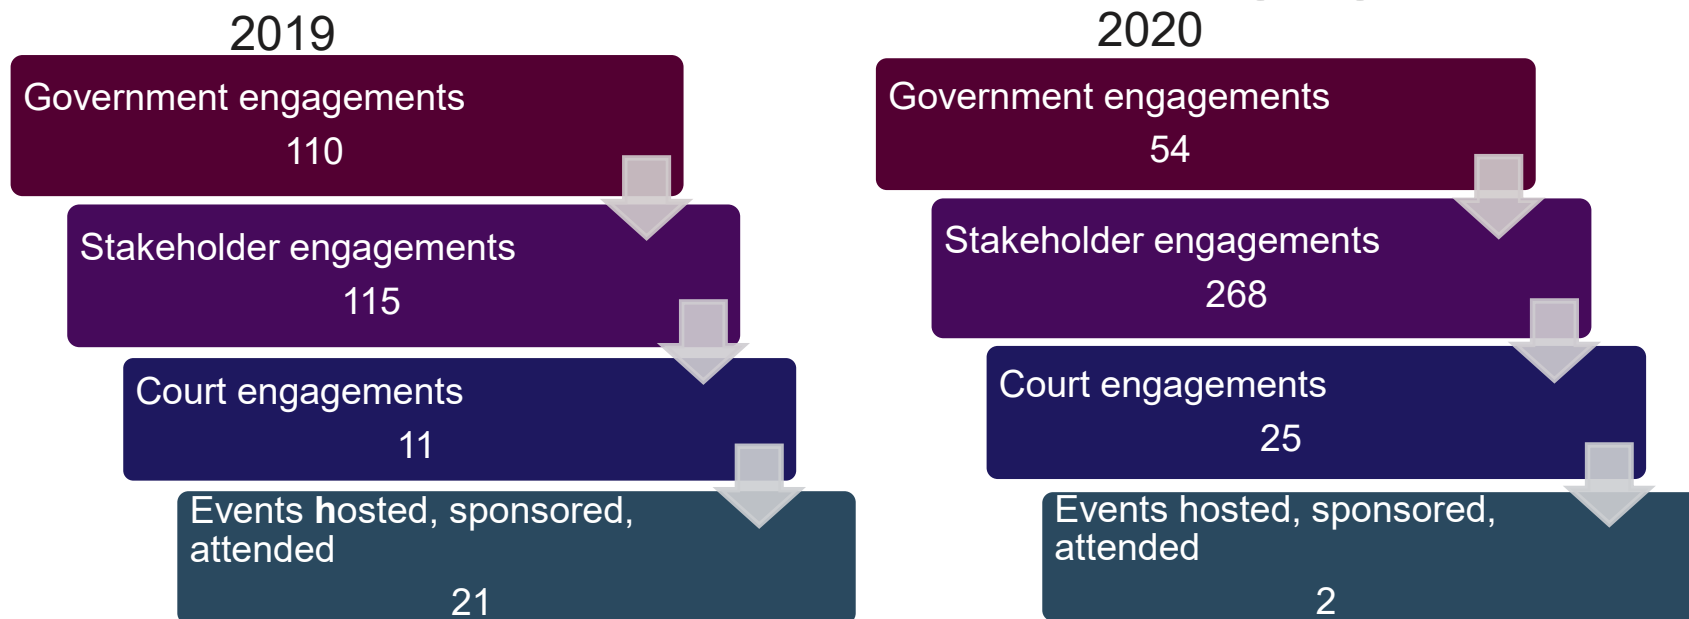 2019
Government engagements
110
Stakeholder engagements
115
Court engagements
11
Events hosted, sponsored,
attended
21
2020
Government engagements
54
Stakeholder engagements
268
Court engagements
25
Events hosted, sponsored,
attended
2